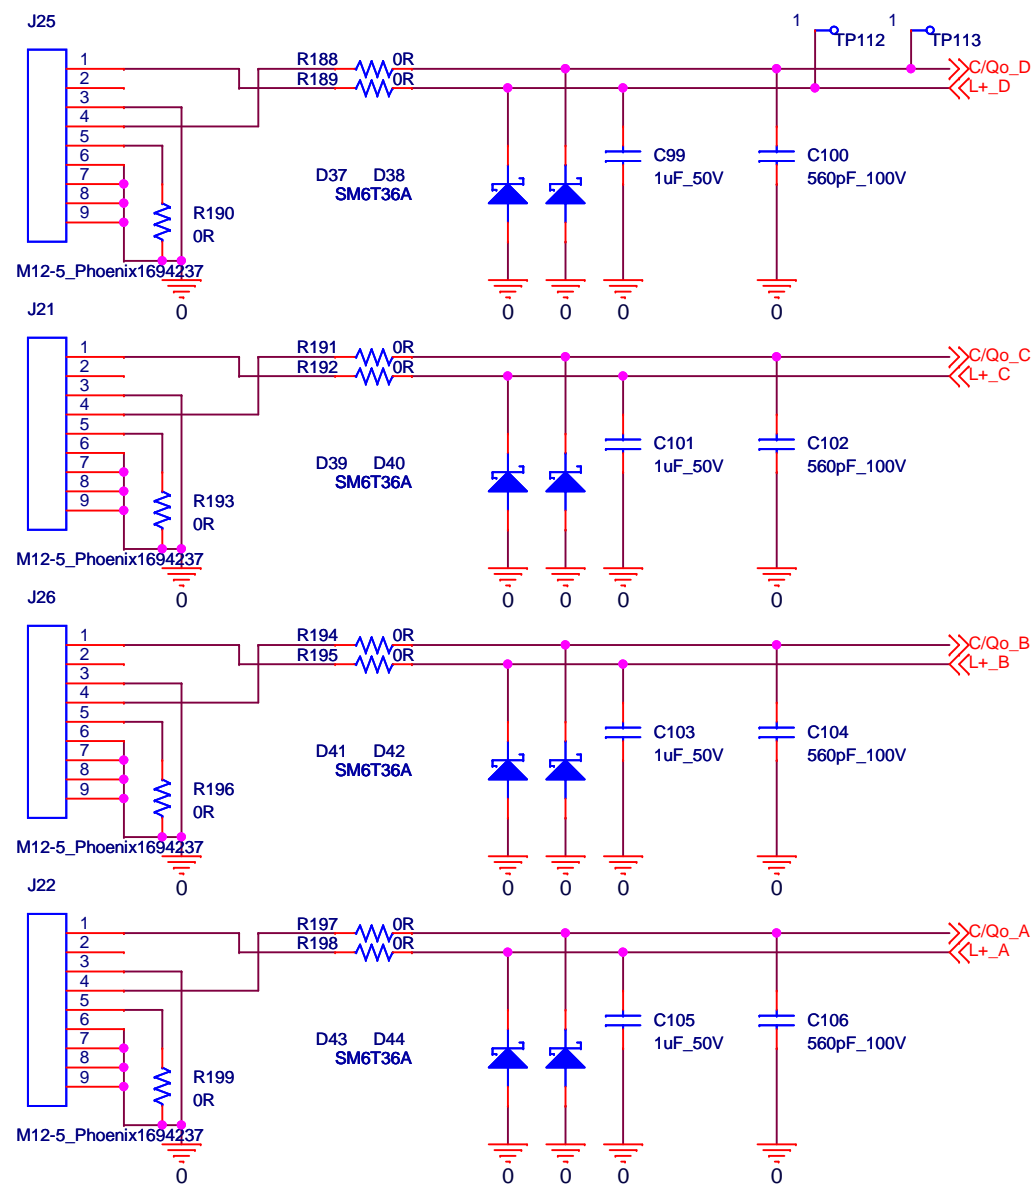 J25
1
2
3
4
5
6
7
8
9
R188 0R
R189 0R
1 TP112
1 TP113
C/Qo_D
L+_D
D37 D38
SM6T36A
C99
1uF_50V
C100
560pF_100V
R190
0R
M12-5_Phoenix1694237
0 0 0 0 0
J21
1
2
3
4
5
6
7
8
9
R191 0R
R192 0R
C/Qo_C
L+_C
D39 D40
SM6T36A
C101
1uF_50V
C102
560pF_100V
R193
0R
M12-5_Phoenix1694237
0 0 0 0 0
J26
1
2
3
4
5
6
7
8
9
R194 0R
R195 0R
C/Qo_B
L+_B
D41 D42
SM6T36A
C103
1uF_50V
C104
560pF_100V
R196
0R
M12-5_Phoenix1694237
0 0 0 0 0
J22
1
2
3
4
5
6
7
8
9
R197 0R
R198 0R
C/Qo_A
L+_A
D43 D44
SM6T36A
C105
1uF_50V
C106
560pF_100V
R199
0R
M12-5_Phoenix1694237
0 0 0 0 0